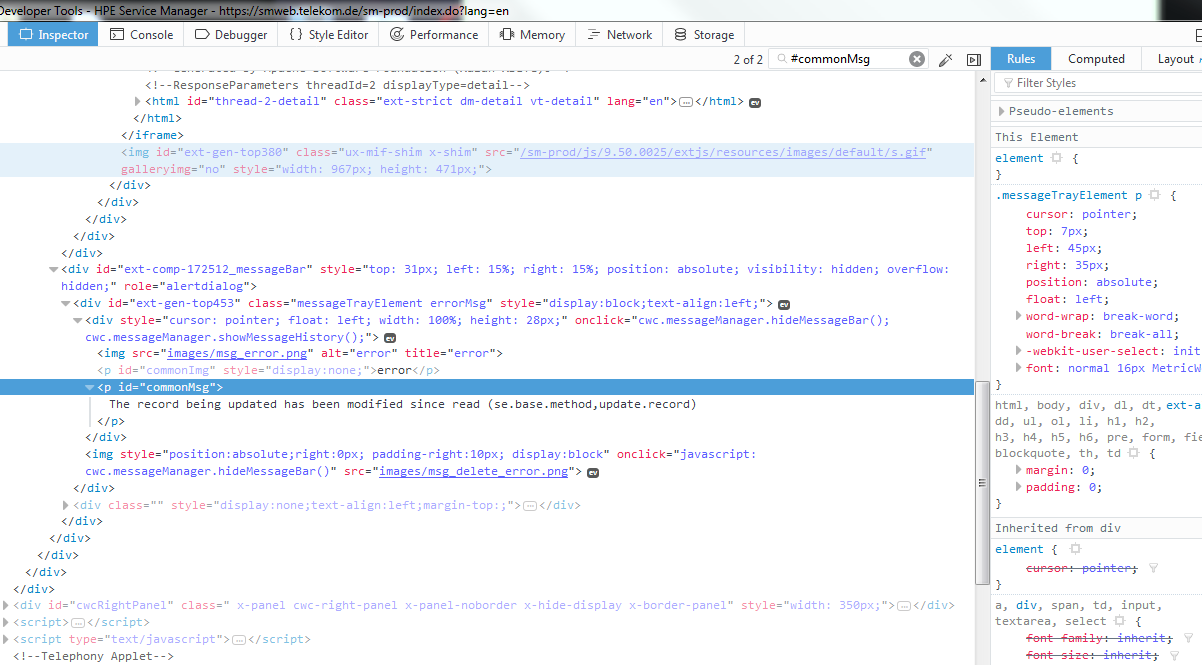 Developer Tools - HPE Service Manager - https://smweb.telekom.de/sm-prod/index.do?lang=en
Inspector Console Debugger {} Style Editor Performance Memory Network Storage
2 of 2 #commonMsg Rules Computed Layout
Filter Styles
<!--ResponseParameters threadId=2 displayType=detail-->
<html id="thread-2-detail" class="ext-strict dm-detail vt-detail" lang="en">…</html> ev
</html>
</iframe>
<img id="ext-gen-top380" class="ux-mif-shim x-shim" src="/sm-prod/js/9.50.0025/extjs/resources/images/default/s.gif"
galleryimg="no" style="width: 967px; height: 471px;">
</div>
</div>
</div>
</div>
</div>
<div id="ext-comp-172512_messageBar" style="top: 31px; left: 15%; right: 15%; position: absolute; visibility: hidden; overflow:
hidden;" role="alertdialog">
<div id="ext-gen-top453" class="messageTrayElement errorMsg" style="display:block;text-align:left;"> ev
<div style="cursor: pointer; float: left; width: 100%; height: 28px;" onclick="cwc.messageManager.hideMessageBar();
cwc.messageManager.showMessageHistory();"> ev
<img src="images/msg_error.png" alt="error" title="error">
<p id="commonImg" style="display:none;">error</p>
<p id="commonMsg">
The record being updated has been modified since read (se.base.method,update.record)
</p>
</div>
<img style="position:absolute;right:0px; padding-right:10px; display:block" onclick="javascript:
cwc.messageManager.hideMessageBar()" src="images/msg_delete_error.png"> ev
</div>
<div class="" style="display:none;text-align:left;margin-top:;">…</div>
</div>
</div>
</div>
</div>
</div>
<div id="cwcRightPanel" class=" x-panel cwc-right-panel x-panel-noborder x-hide-display x-border-panel" style="width: 350px;">…</div>
<script>…</script>
<script type="text/javascript">…</script>
<!--Telephony Applet-->
Pseudo-elements
This Element
element {
}
.messageTrayElement p {
cursor: pointer;
top: 7px;
left: 45px;
right: 35px;
position: absolute;
float: left;
word-wrap: break-word;
word-break: break-all;
-webkit-user-select: init
font: normal 16px MetricW
}
html, body, div, dl, dt,ext-a
dd, ul, ol, li, h1, h2,
h3, h4, h5, h6, pre, form, fie
blockquote, th, td {
margin: 0;
padding: 0;
}
Inherited from div
element {
cursor: pointer;
}
a, div, span, td, input,
textarea, select {
font-family: inherit;
font-size: inherit;